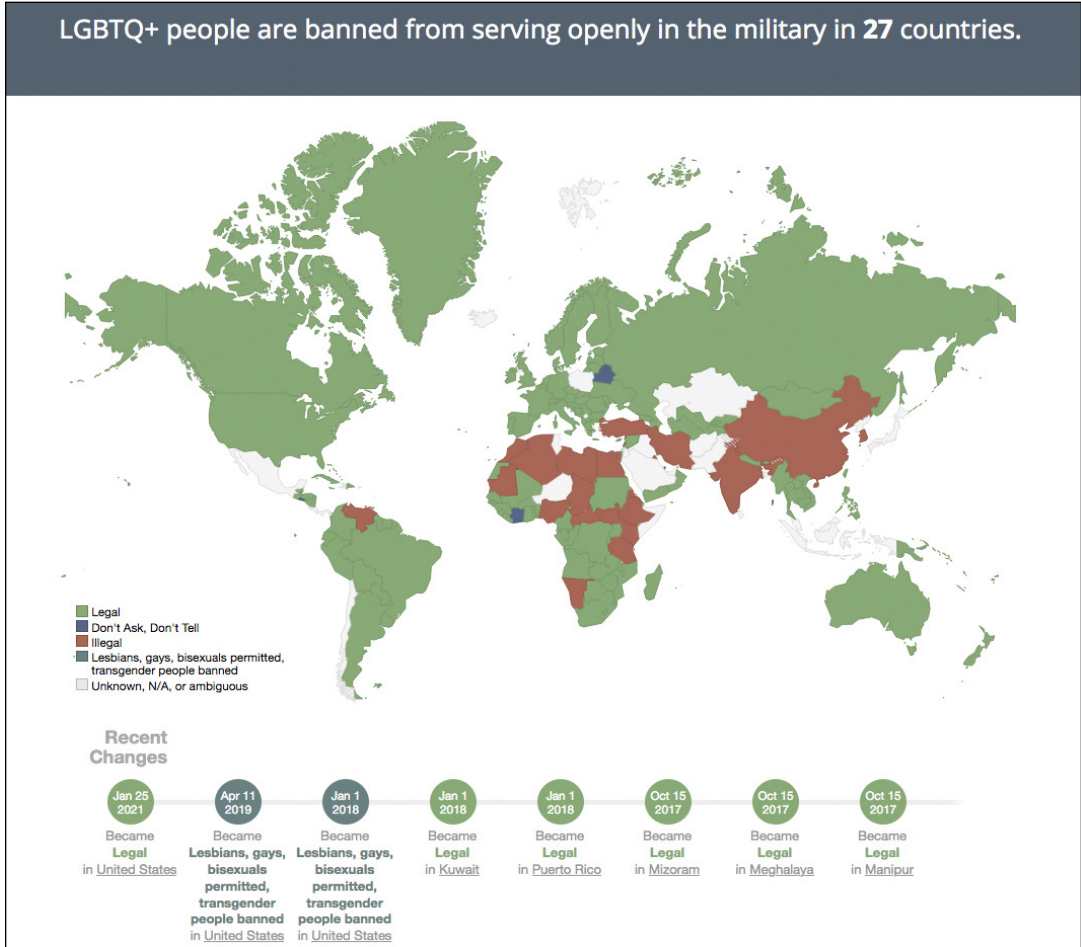 LGBTQ+ people are banned from serving openly in the military in 27 countries.
Legal
Don't Ask, Don't Tell
Illegal
Lesbians, gays, bisexuals permitted,
transgender people banned
Unknown, N/A, or ambiguous
Recent
Changes
Jan 25
2021
Became
Legal
in United States
Apr 11
2019
Became
Lesbians, gays,
bisexuals
permitted,
transgender
people banned
in United States
Jan 1
2018
Became
Lesbians, gays,
bisexuals
permitted,
transgender
people banned
in United States
Jan 1
2018
Became
Legal
in Kuwait
Jan 1
2018
Became
Legal
in Puerto Rico
Oct 15
2017
Became
Legal
in Mizoram
Oct 15
2017
Became
Legal
in Meghalaya
Oct 15
2017
Became
Legal
in Manipur